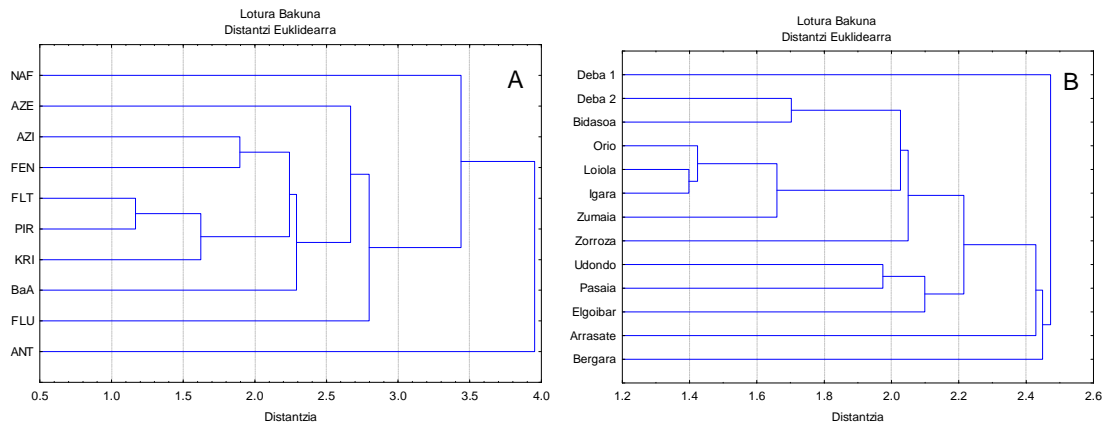 Lotura Bakuna
Distantzi Euklidearra
A
NAF
AZE
AZI
FEN
FLT
PIR
KRI
BaA
FLU
ANT
0.5 1.0 1.5 2.0 2.5 3.0 3.5 4.0
Distantzia
Lotura Bakuna
Distantzi Euklidearra
B
Deba 1
Deba 2
Bidasoa
Orio
Loiola
Igara
Zumaia
Zorroza
Udondo
Pasaia
Elgoibar
Arrasate
Bergara
1.2 1.4 1.6 1.8 2.0 2.2 2.4 2.6
Distantzia